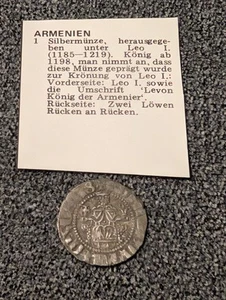 ARMENIEN
1 Silbermünze, herausgege-
ben unter Leo I.
(1185—1219). König ab
1198, man nimmt an, dass
diese Münze geprägt wurde
zur Krönung von Leo I.:
Vorderseite: Leo I. sowie
die Umschrift 'Levon
König der Armenier'.
Rückseite: Zwei Löwen
Rücken an Rücken.